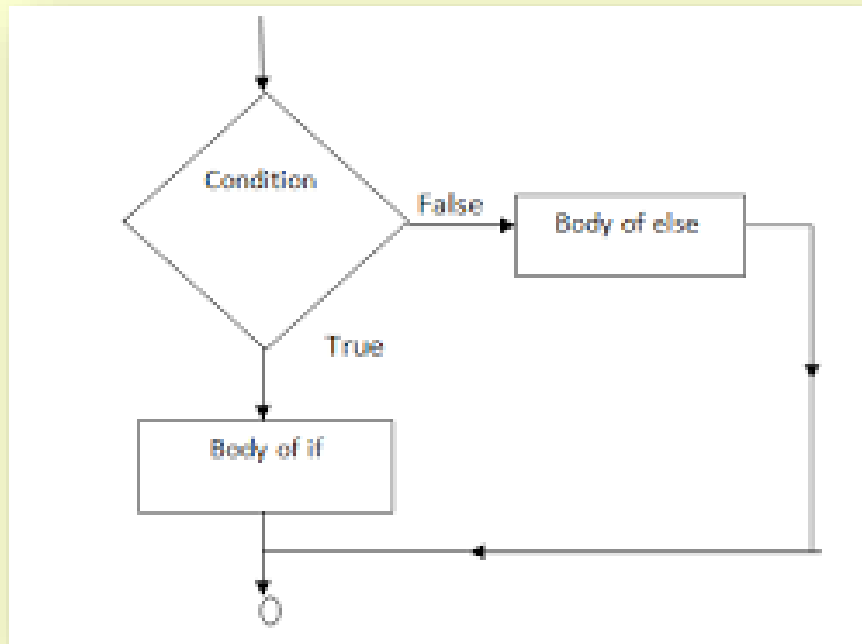 Condition
False
Body of else
True
Body of if